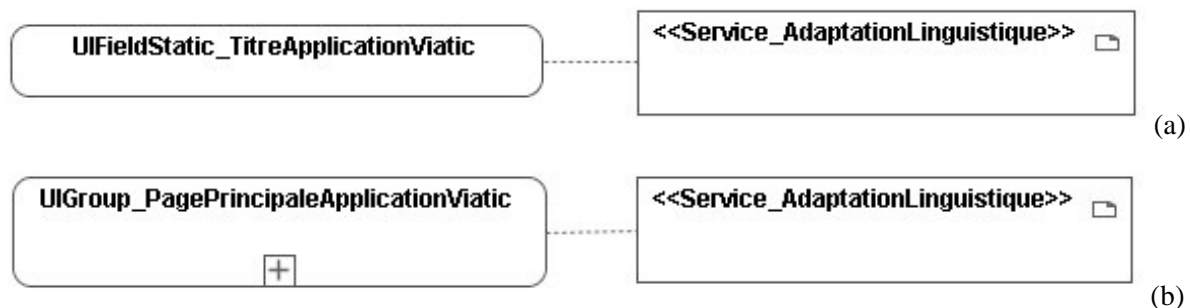 UIFieldStatic_TitreApplicationViatic
<<Service_AdaptationLinguistique>>
(a)
UIGroup_PagePrincipaleApplicationViatic
<<Service_AdaptationLinguistique>>
(b)